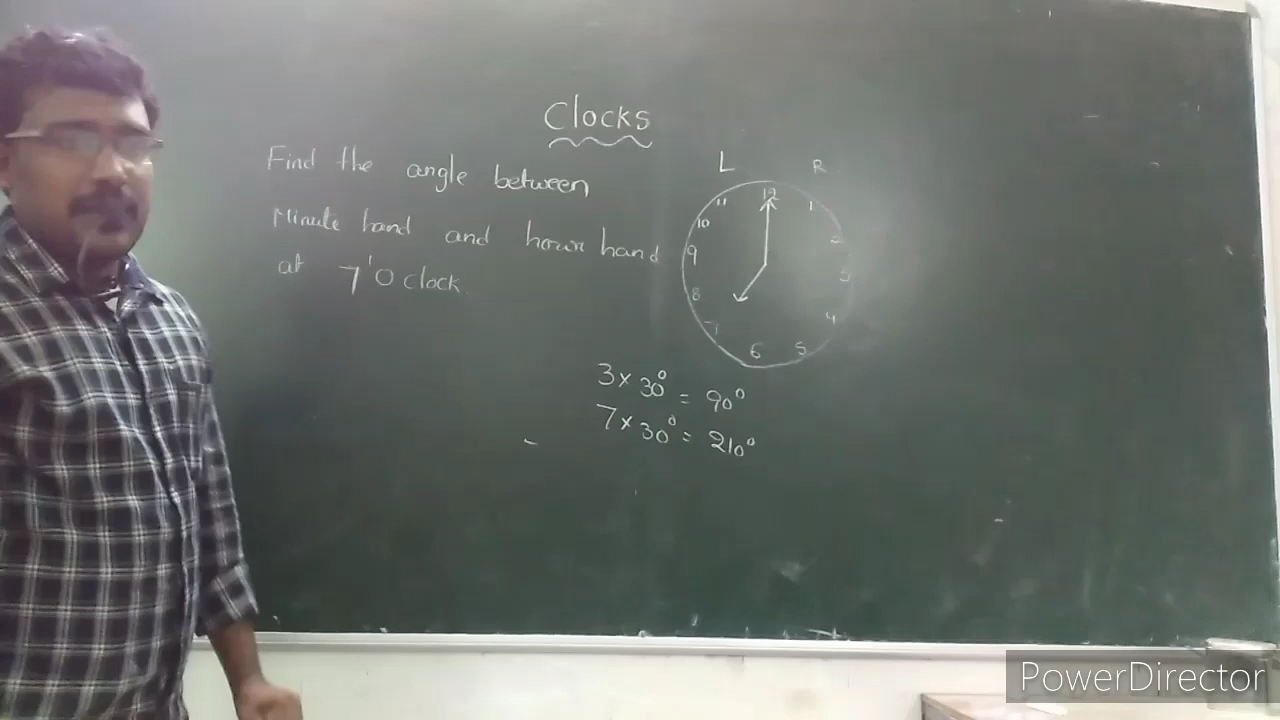 Clocks
Find the angle between
Minute hand and hour hand
at 7'O clock
L R
12
11 1
10 2
9 3
8 4
7 5
6
3 x 30° = 90°
7 x 30° = 210°
PowerDirector